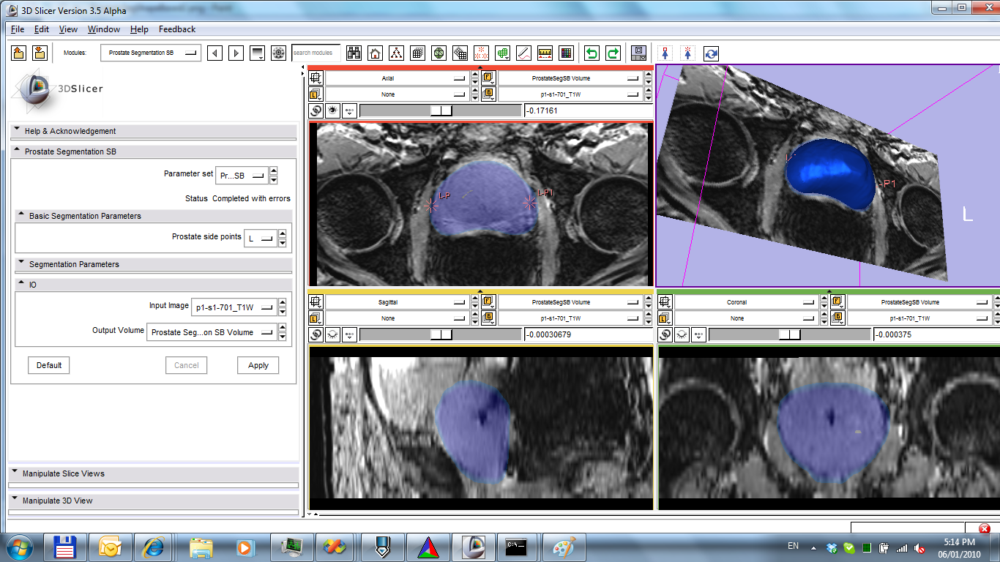 3D Slicer Version 3.5 Alpha
File Edit View Window Help Feedback
Modules: Prostate Segmentation SB search modules
3DSlicer
Help & Acknowledgement
Prostate Segmentation SB
Parameter set Pr...SB
Status Completed with errors
Basic Segmentation Parameters
Prostate side points L
Segmentation Parameters
IO
Input Image p1-s1-701_T1W
Output Volume Prostate Seg...on SB Volume
Default Cancel Apply
Manipulate Slice Views
Manipulate 3D View
Axial ProstateSegSB Volume
None p1-s1-701_T1W
-0.17161
L-P L-P1
-P1
L
Sagittal ProstateSegSB Volume
None p1-s1-701_T1W
-0.00030679
Coronal ProstateSegSB Volume
None p1-s1-701_T1W
-0.000375
EN 5:14 PM
06/01/2010